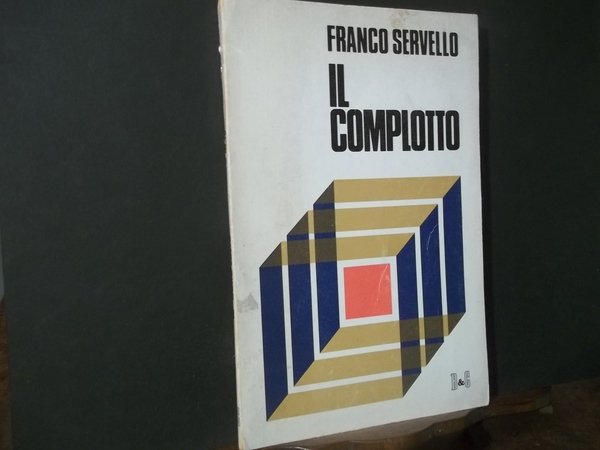 FRANCO SERVELLO
IL
COMPLOTTO
B&C